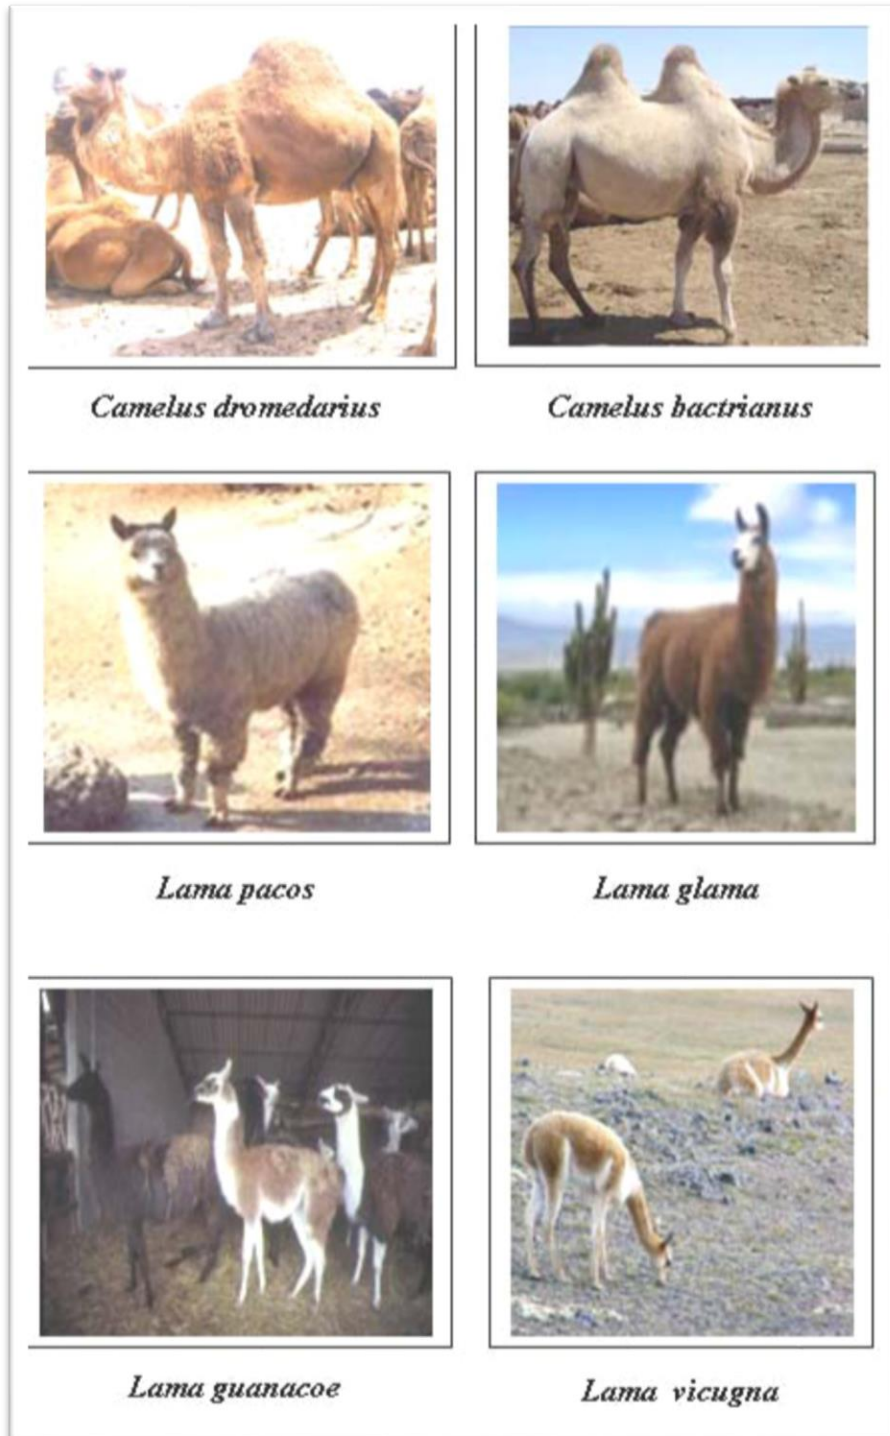 Camelus dromedarius
Camelus bactrianus
Lama pacos
Lama glama
Lama guanacoe
Lama vicugna